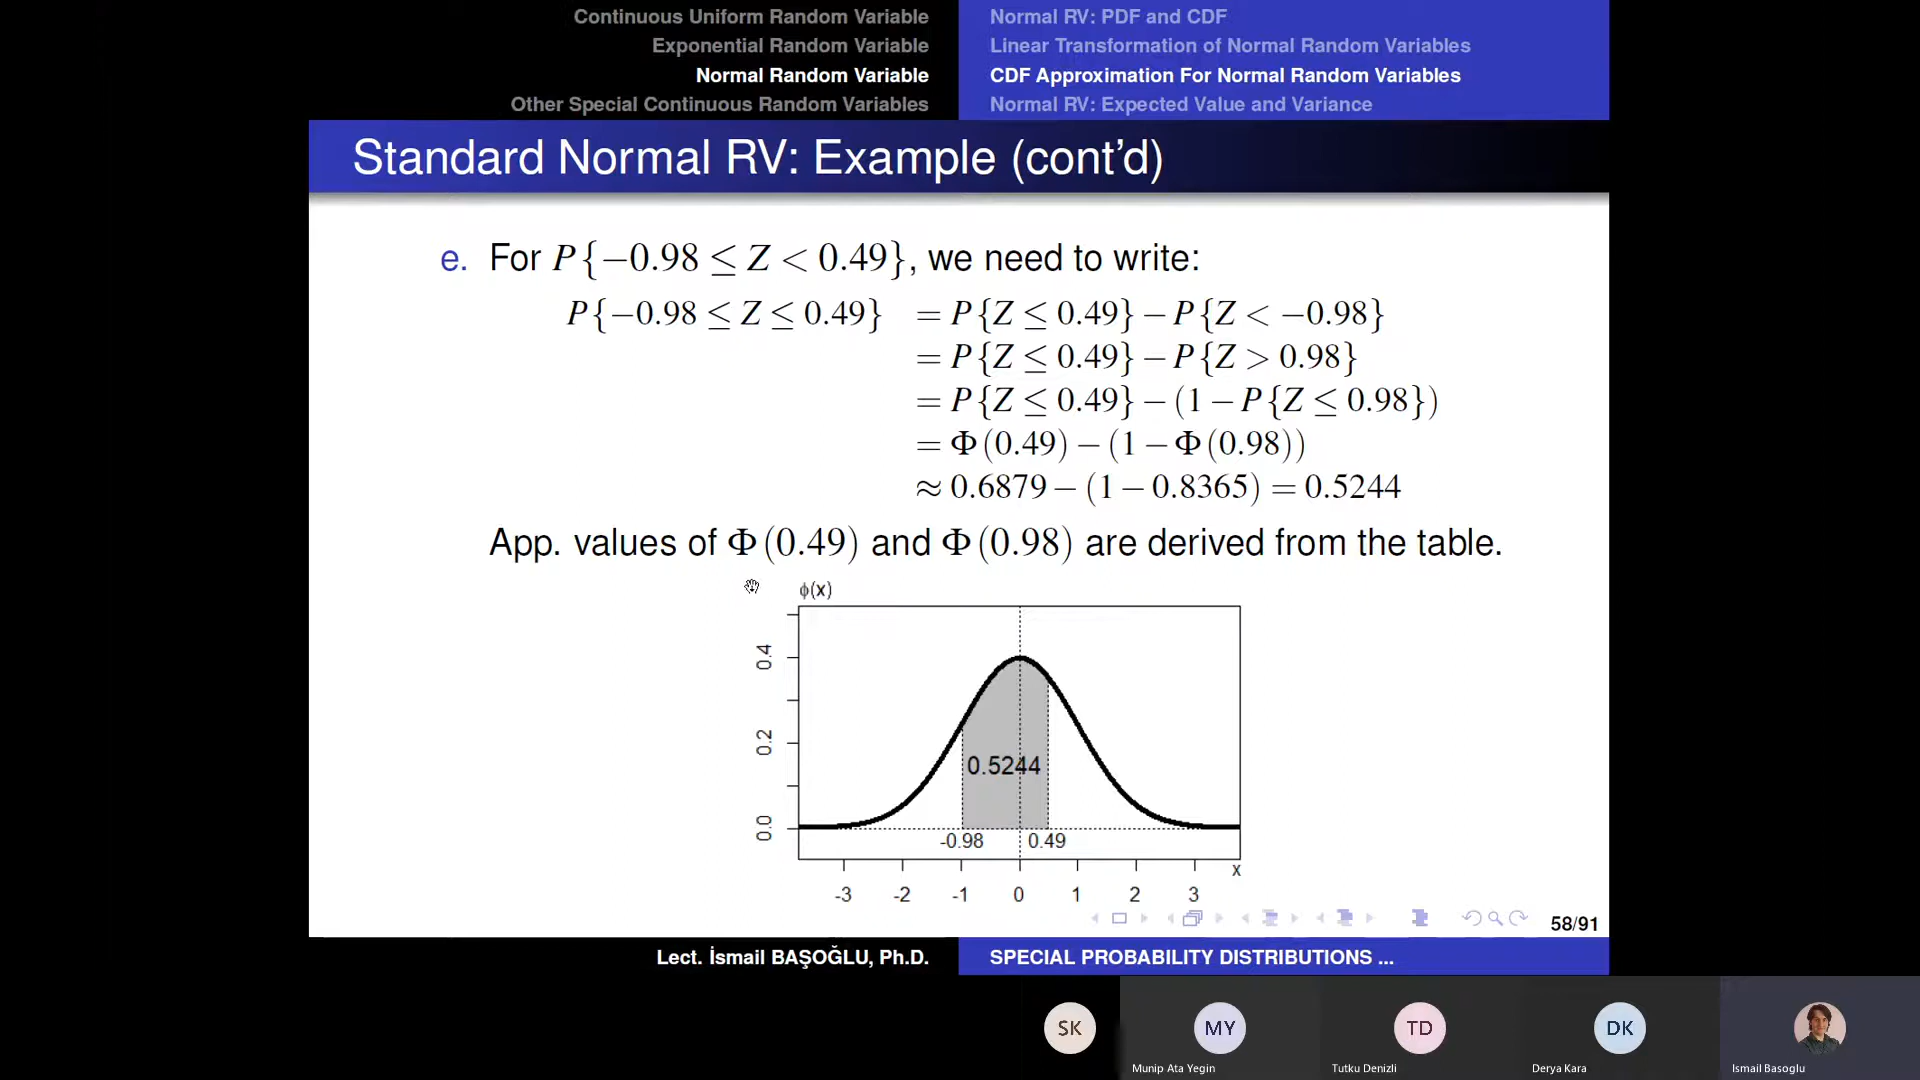 Continuous Uniform Random Variable
Exponential Random Variable
Normal Random Variable
Other Special Continuous Random Variables
Normal RV: PDF and CDF
Linear Transformation of Normal Random Variables
CDF Approximation For Normal Random Variables
Normal RV: Expected Value and Variance
Standard Normal RV: Example (cont'd)
e. For P{−0.98 ≤ Z < 0.49}, we need to write:
P{−0.98 ≤ Z ≤ 0.49} = P{Z ≤ 0.49} − P{Z < −0.98}
= P{Z ≤ 0.49} − P{Z > 0.98}
= P{Z ≤ 0.49} − (1 − P{Z ≤ 0.98})
= Φ(0.49) − (1 − Φ(0.98))
≈ 0.6879 − (1 − 0.8365) = 0.5244
App. values of Φ(0.49) and Φ(0.98) are derived from the table.
ϕ(x)
0.4
0.2
0.0
0.5244
-0.98 0.49
x
-3 -2 -1 0 1 2 3
58/91
Lect. İsmail BAŞOĞLU, Ph.D.
SPECIAL PROBABILITY DISTRIBUTIONS ...
SK MY TD DK
Munip Ata Yegin Tutku Denizli Derya Kara Ismail Basoglu